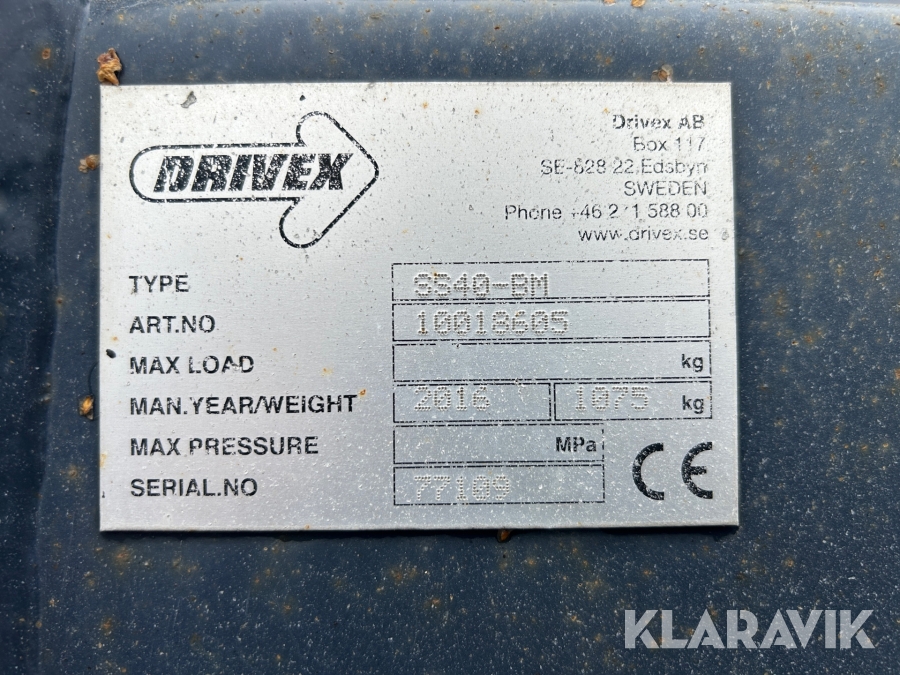 DRIVEX
Drivex AB
Box 117
SE-828 22 Edsbyn
SWEDEN
Phone +46 271 588 00
www.drivex.se
TYPE SS40-BM
ART.NO 10018605
MAX LOAD kg
MAN.YEAR/WEIGHT 2016 1075 kg
MAX PRESSURE MPa
SERIAL.NO 77109
CE
KLARAVIK